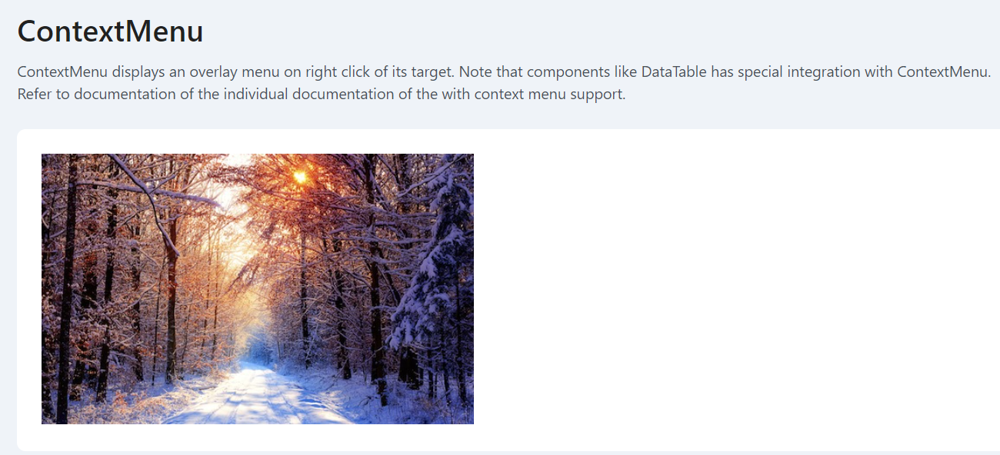 ContextMenu
ContextMenu displays an overlay menu on right click of its target. Note that components like DataTable has special integration with ContextMenu.
Refer to documentation of the individual documentation of the with context menu support.